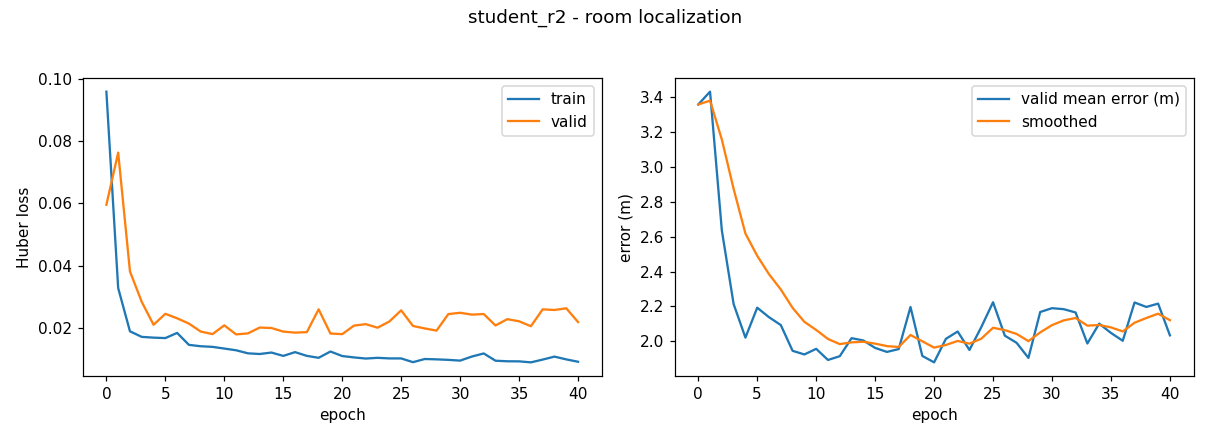 student_r2 - room localization
Huber loss
0.10
0.08
0.06
0.04
0.02
train
valid
0 5 10 15 20 25 30 35 40
epoch
error (m)
3.4
3.2
3.0
2.8
2.6
2.4
2.2
2.0
valid mean error (m)
smoothed
0 5 10 15 20 25 30 35 40
epoch